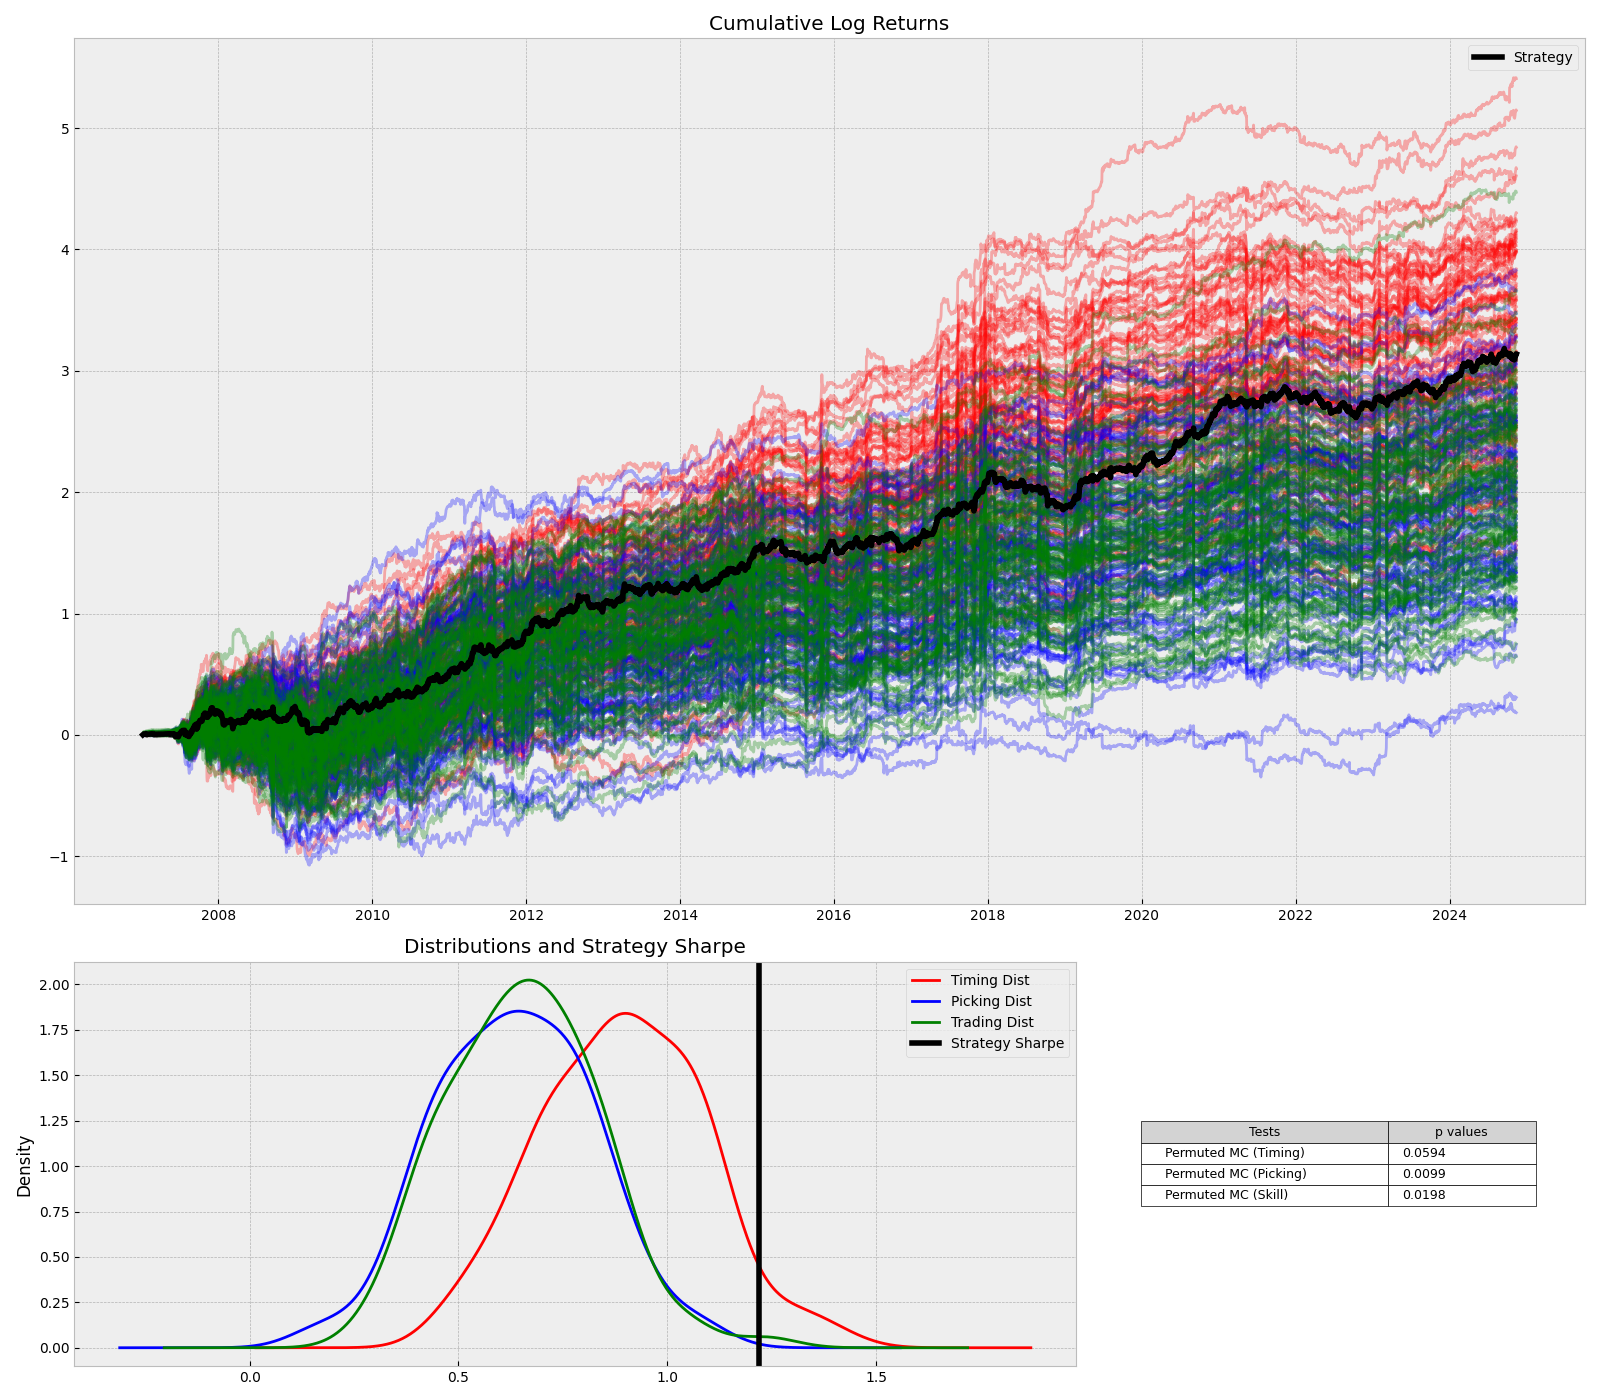 Cumulative Log Returns
Strategy
5
4
3
2
1
0
−1
2008 2010 2012 2014 2016 2018 2020 2022 2024
Distributions and Strategy Sharpe
Timing Dist
Picking Dist
Trading Dist
Strategy Sharpe
Density
2.00
1.75
1.50
1.25
1.00
0.75
0.50
0.25
0.00
0.0 0.5 1.0 1.5
Tests p values
Permuted MC (Timing) 0.0594
Permuted MC (Picking) 0.0099
Permuted MC (Skill) 0.0198